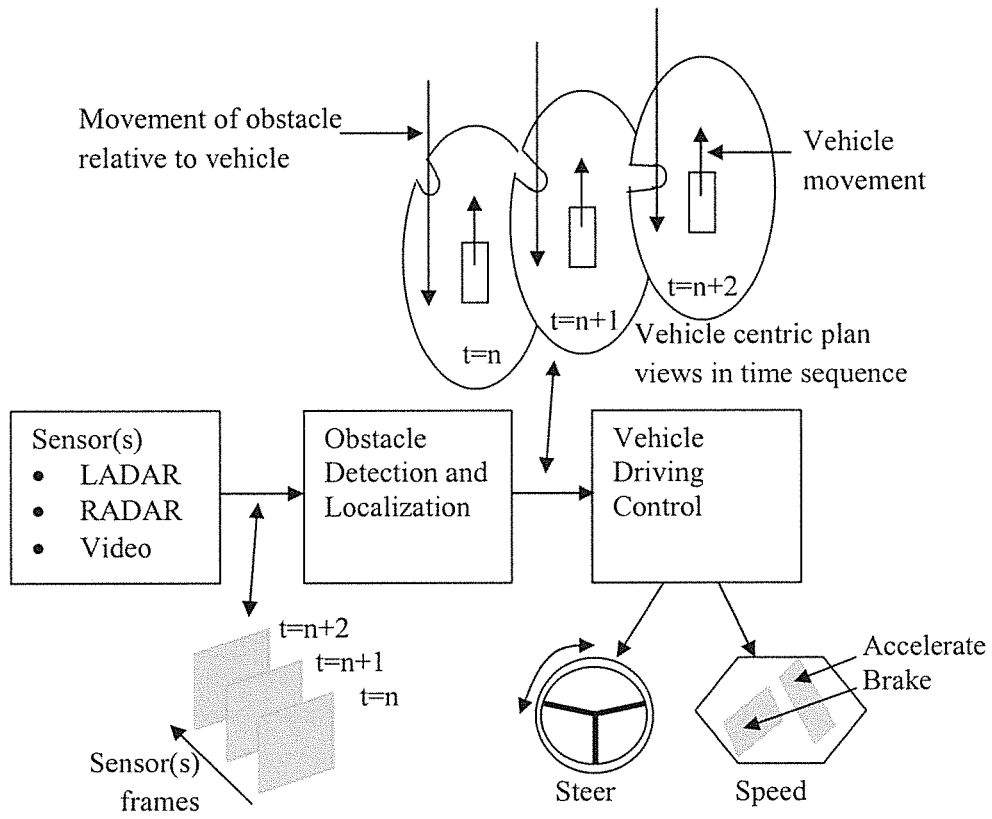 Movement of obstacle
relative to vehicle
Vehicle
movement
t=n
t=n+1
t=n+2
Vehicle centric plan
views in time sequence
Sensor(s)
• LADAR
• RADAR
• Video
Obstacle
Detection and
Localization
Vehicle
Driving
Control
t=n+2
t=n+1
t=n
Sensor(s)
frames
Accelerate
Brake
Steer
Speed